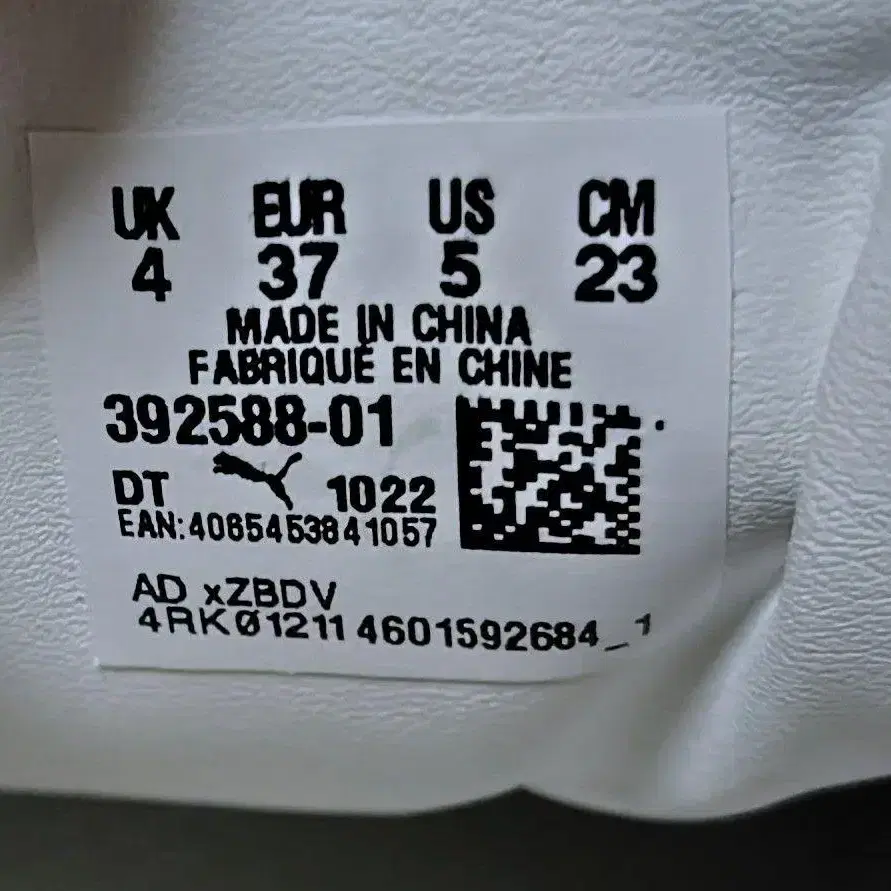 UK EUR US CM
4 37 5 23
MADE IN CHINA
FABRIQUÉ EN CHINE
392588-01
DT 1022
EAN:4065453841057
AD xZBDV
4RKØ1211 4601592684_1